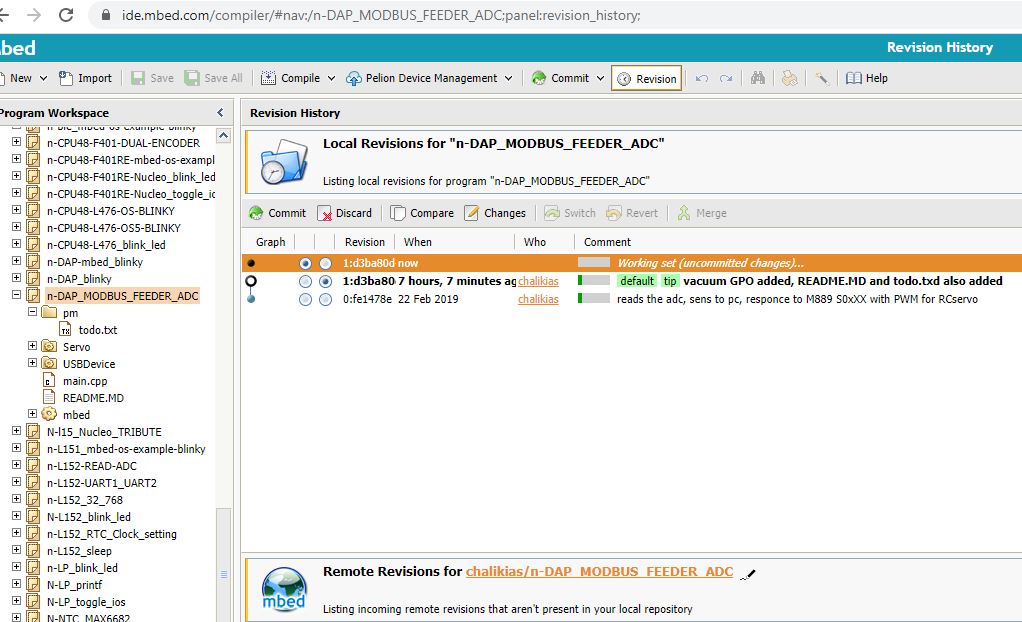 ide.mbed.com/compiler/#nav:/n-DAP_MODBUS_FEEDER_ADC;panel:revision_history;
bed Revision History
New Import Save Save All Compile Pelion Device Management Commit Revision Help
Program Workspace
n-ble_mbed-os-Example-blinky
n-CPU48-F401-DUAL-ENCODER
n-CPU48-F401RE-mbed-os-exampl
n-CPU48-F401RE-Nucleo_blink_led
n-CPU48-F401RE-Nucleo_toggle_ic
n-CPU48-L476-OS-BLINKY
n-CPU48-L476-OS5-BLINKY
n-CPU48-L476_blink_led
n-DAP-mbed_blinky
n-DAP_blinky
n-DAP_MODBUS_FEEDER_ADC
pm
todo.txt
Servo
USBDevice
main.cpp
README.MD
mbed
N-l15_Nucleo_TRIBUTE
n-L151_mbed-os-example-blinky
n-L152-READ-ADC
n-L152-UART1_UART2
n-L152_32_768
N-L152_blink_led
n-L152_RTC_Clock_setting
n-L152_sleep
n-LP_blink_led
N-LP_printf
N-LP_toggle_ios
N-NTC_MAX6682
Revision History
Local Revisions for "n-DAP_MODBUS_FEEDER_ADC"
Listing local revisions for program "n-DAP_MODBUS_FEEDER_ADC"
Commit Discard Compare Changes Switch Revert Merge
Graph Revision When Who Comment
1:d3ba80d now Working set (uncommitted changes)...
1:d3ba80 7 hours, 7 minutes ag chalikias default tip vacuum GPO added, README.MD and todo.txd also added
0:fe1478e 22 Feb 2019 chalikias reads the adc, sens to pc, responce to M889 S0xXX with PWM for RCservo
mbed
Remote Revisions for chalikias/n-DAP_MODBUS_FEEDER_ADC
Listing incoming remote revisions that aren't present in your local repository